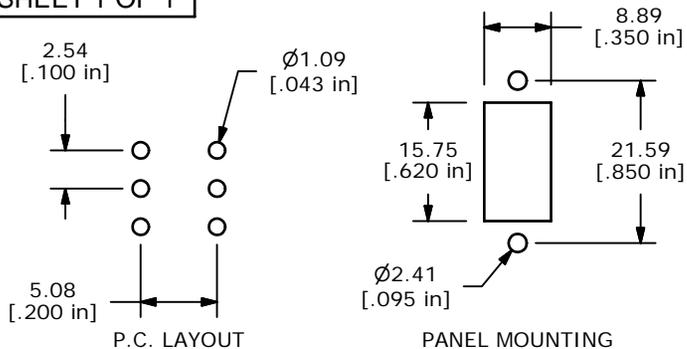 SHEET 1 OF 1
2.54
[.100 in]
Ø1.09
[.043 in]
5.08
[.200 in]
P.C. LAYOUT
8.89
[.350 in]
15.75
[.620 in]
21.59
[.850 in]
Ø2.41
[.095 in]
PANEL MOUNTING